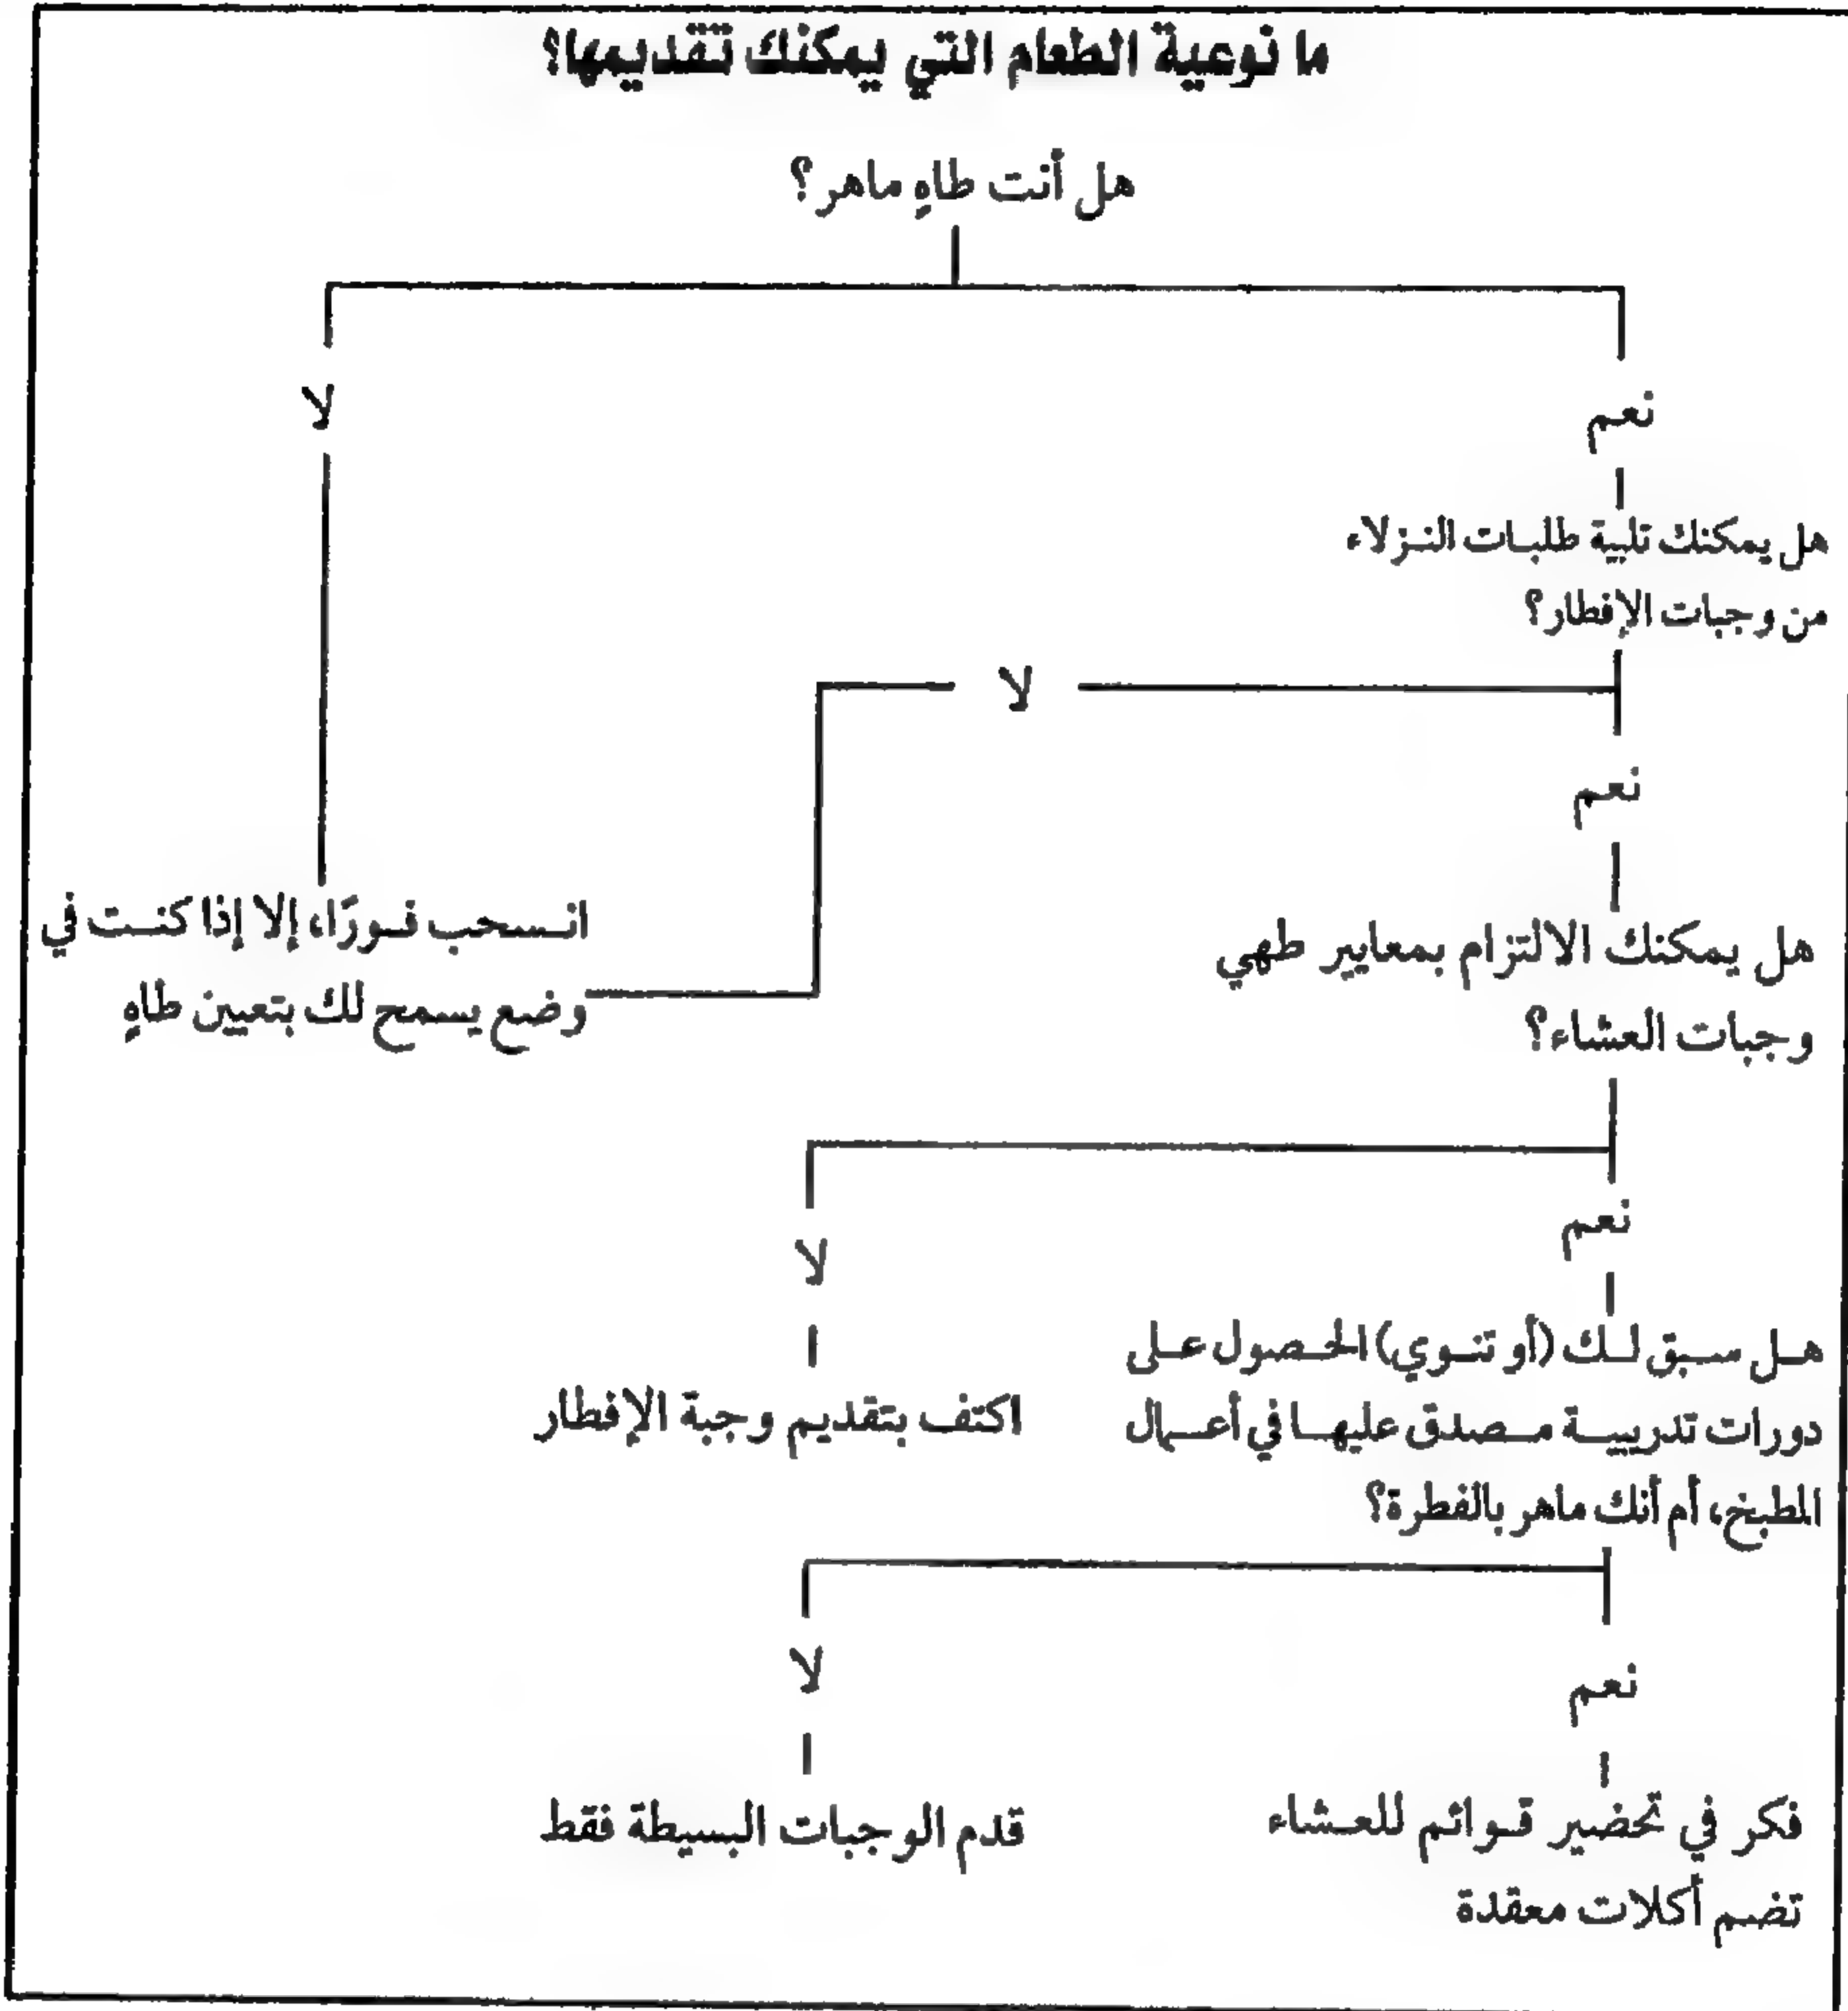 ما نوعية الطعام التي يمكنك تقديمها؟
هل أنت طاهٍ ماهر؟
نعم
لا
هل يمكنك تلبية طلبات النزلاء
من وجبات الإفطار؟
لا
نعم
انسحب فورًا، إلا إذا كنت في
وضع يسمح لك بتعيين طاهٍ
هل يمكنك الالتزام بمعايير طهي
وجبات العشاء؟
نعم
لا
هل سبق لك (أو تنوي) الحصول على
دورات تدريبية مصدق عليها في أعمال
المطبخ، أم أنك ماهر بالفطرة؟
اكتف بتقديم وجبة الإفطار
نعم
لا
فكر في تحضير قوائم للعشاء
تضم أكلات معقدة
قدم الوجبات البسيطة فقط